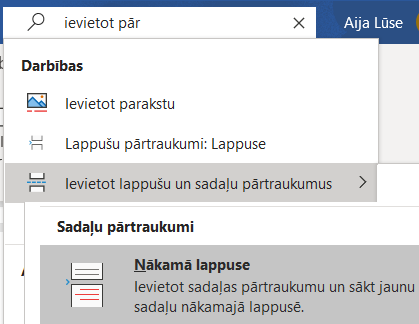 ievietot pār
Aija Lūse
Darbības
Ievietot parakstu
Lappušu pārtraukumi: Lappuse
Ievietot lappušu un sadaļu pārtraukumus
Sadaļu pārtraukumi
Nākamā lappuse
Ievietot sadaļas pārtraukumu un sākt jaunu
sadaļu nākamajā lappusē.